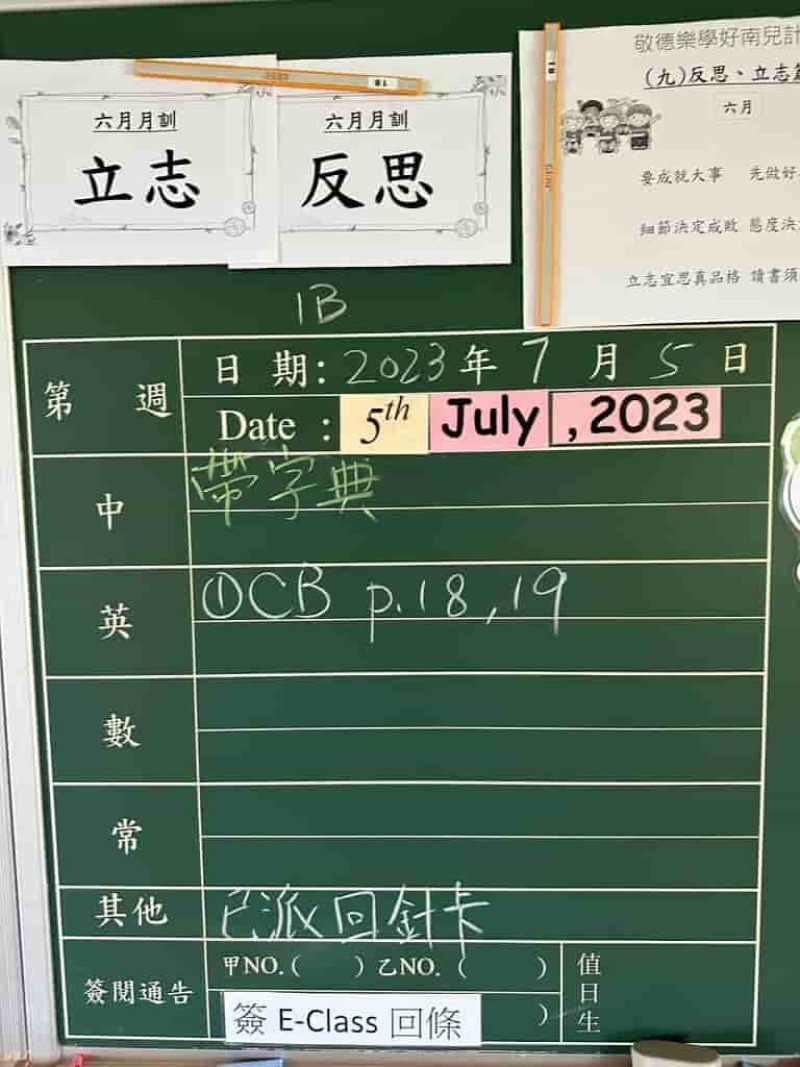 六月月訓
立志
六月月訓
反思
敬德樂學好南兒計
(九)反思、立志篇
六月
要成就大事 先做好
細節決定成敗 態度決
立志宜思真品格 讀書須
1B
第 週
日 期: 2023 年 7 月 5 日
Date : 5th July , 2023
中
帶字典
英
①CB p.18,19
數
常
其他
已派回針卡
簽閱通告
甲NO.( ) 乙NO. ( )
簽 E-Class 回條 )
值日生